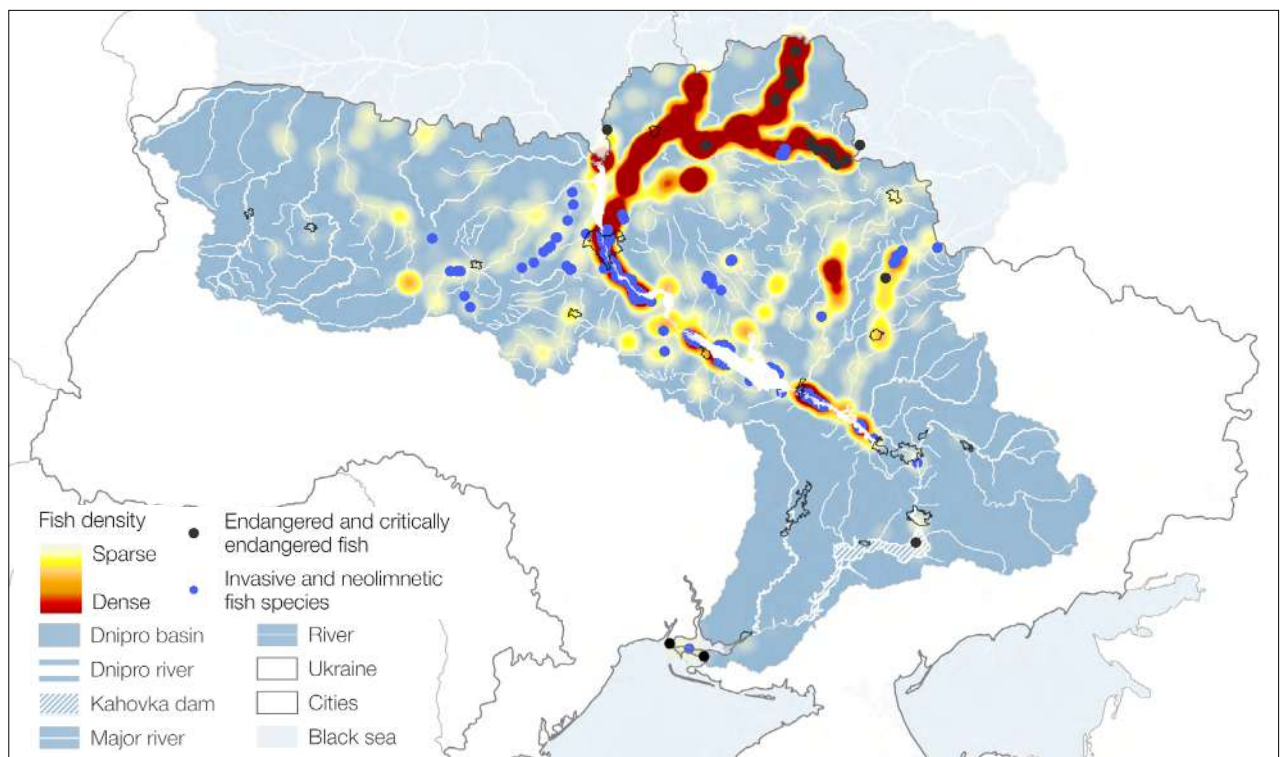 Fish density
Sparse
Dense
Endangered and critically
endangered fish
Invasive and neolimnetic
fish species
Dnipro basin
Dnipro river
Kahovka dam
Major river
River
Ukraine
Cities
Black sea